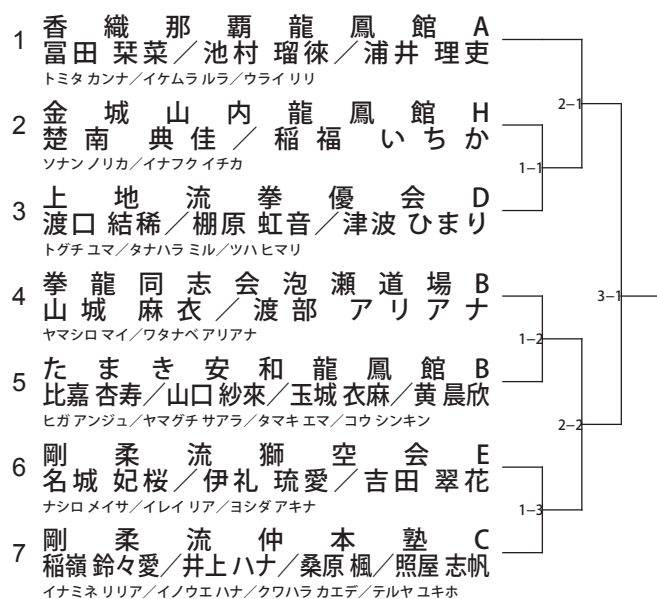 1 香織那覇龍鳳館A
冨田 栞菜／池村 瑠徠／浦井 理吏
トミタ カンナ／イケムラ ルラ／ウライ リリ
2 金城山内龍鳳館H
楚南 典佳／稲福 いちか
ソナン ノリカ／イナフク イチカ
3 上地流拳優会D
渡口 結稀／棚原 虹音／津波 ひまり
トグチ ユマ／タナハラ ミル／ツハ ヒマリ
4 拳龍同志会泡瀬道場B
山城 麻衣／渡部 アリアナ
ヤマシロ マイ／ワタナベ アリアナ
5 たまき安和龍鳳館B
比嘉 杏寿／山口 紗來／玉城 衣麻／黄 晨欣
ヒガ アンジュ／ヤマグチ サアラ／タマキ エマ／コウ シンキン
6 剛柔流獅空会E
名城 妃桜／伊礼 琉愛／吉田 翠花
ナシロ メイサ／イレイ リア／ヨシダ アキナ
7 剛柔流仲本塾C
稲嶺 鈴々愛／井上 ハナ／桑原 楓／照屋 志帆
イナミネ リリア／イノウエ ハナ／クワハラ カエデ／テルヤ ユキホ
1−1
1−2
1−3
2−1
2−2
3−1